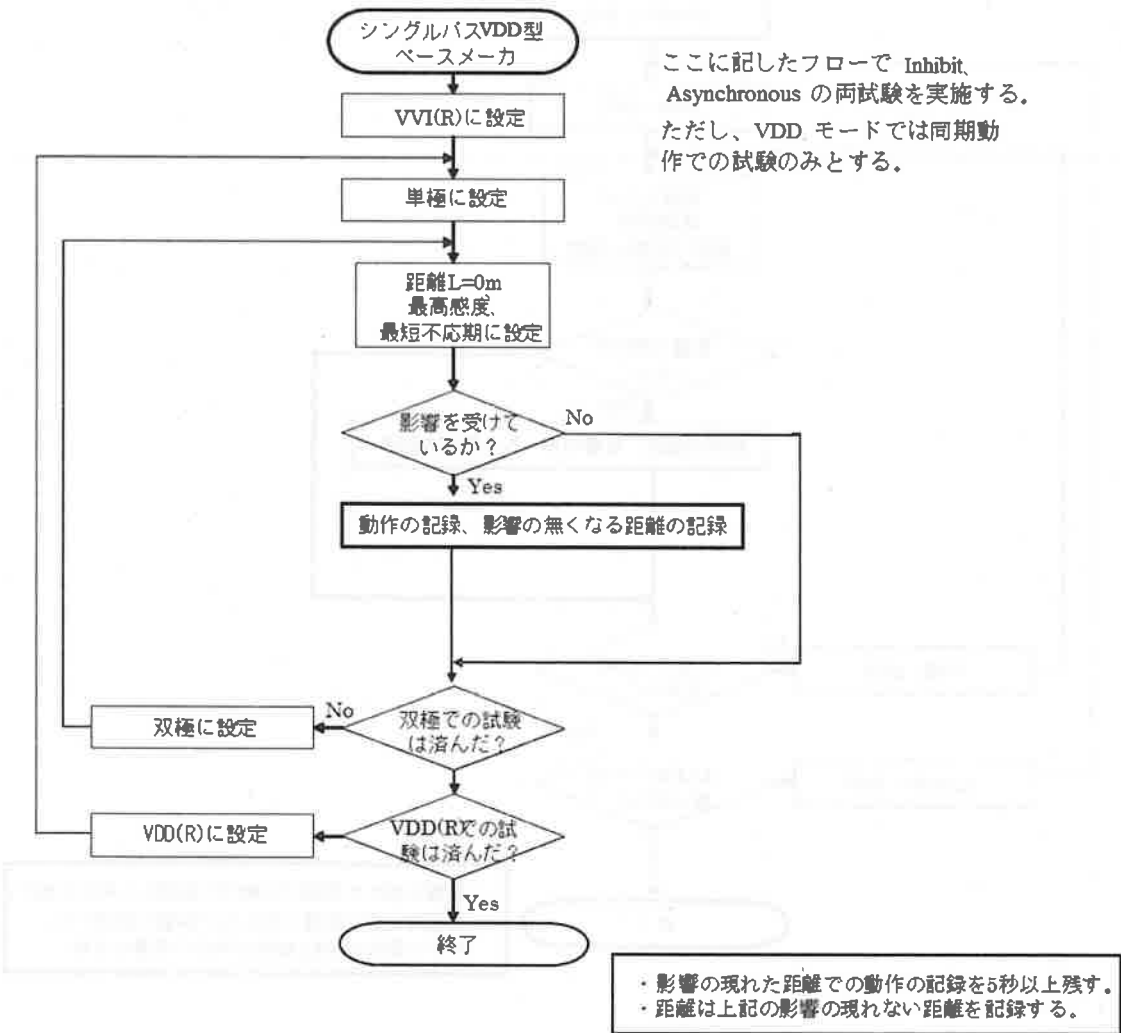 シングルパスVDD型
ペースメーカ
ここに記したフローで Inhibit、
Asynchronous の両試験を実施する。
ただし、VDD モードでは同期動
作での試験のみとする。
VVI(R)に設定
単極に設定
距離L=0m
最高感度、
最短不応期に設定
影響を受けて
いるか？
No
Yes
動作の記録、影響の無くなる距離の記録
双極での試験
は済んだ？
No
双極に設定
VDD(R)での試
験は済んだ？
VDD(R)に設定
Yes
終了
・影響の現れた距離での動作の記録を5秒以上残す。
・距離は上記の影響の現れない距離を記録する。